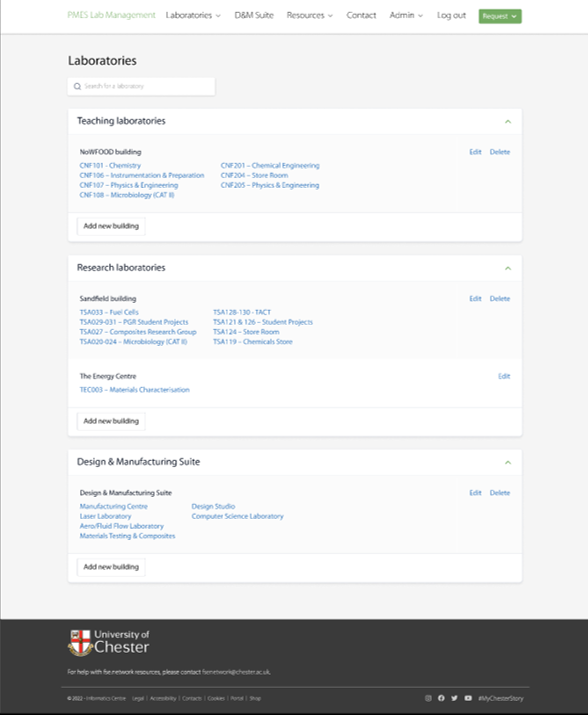 PMES Lab Management Laboratories D&M Suite Resources Contact Admin Log out Request
Laboratories
Search for a laboratory
Teaching laboratories
NoWFOOD building Edit Delete
CNF101 - Chemistry CNF201 – Chemical Engineering
CNF106 – Instrumentation & Preparation CNF204 – Store Room
CNF107 – Physics & Engineering CNF205 – Physics & Engineering
CNF108 – Microbiology (CAT II)
Add new building
Research laboratories
Sandfield building Edit Delete
TSA033 – Fuel Cells TSA128-130 - TACT
TSA029-031 – PGR Student Projects TSA121 & 126 – Student Projects
TSA027 – Composites Research Group TSA124 – Store Room
TSA020-024 – Microbiology (CAT II) TSA119 – Chemicals Store
The Energy Centre Edit
TEC003 – Materials Characterisation
Add new building
Design & Manufacturing Suite
Design & Manufacturing Suite Edit Delete
Manufacturing Centre Design Studio
Laser Laboratory Computer Science Laboratory
Aero/Fluid Flow Laboratory
Materials Testing & Composites
Add new building
University of
Chester
For help with fse.network resources, please contact fsenetwork@chester.ac.uk.
© 2022 - Informatics Centre Legal | Accessibility | Contacts | Cookies | Portal | Shop #MyChesterStory